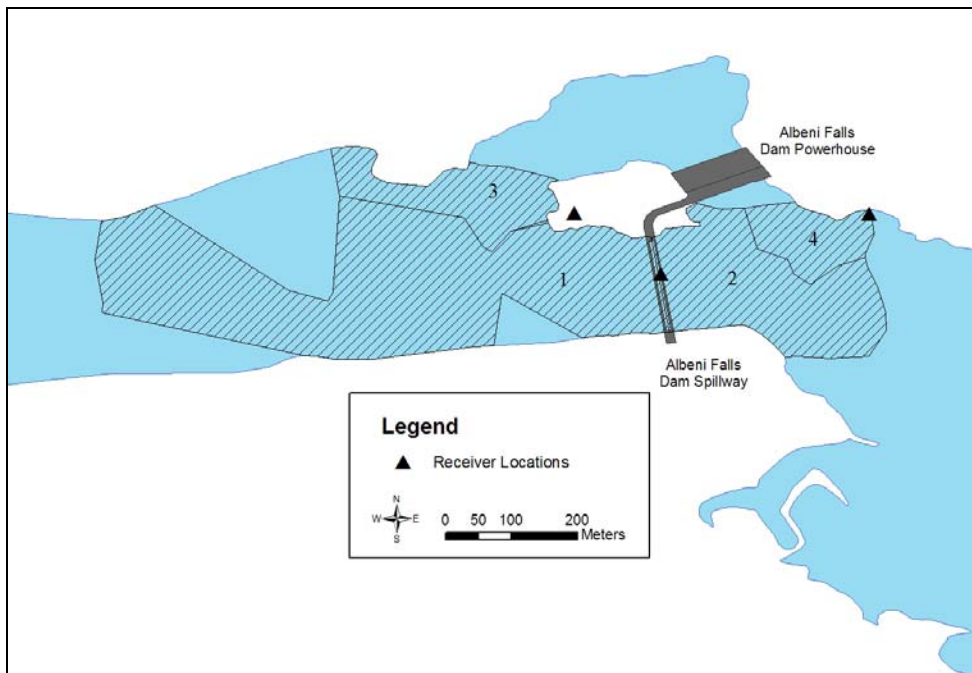 Albeni Falls
Dam Powerhouse
3
4
1
2
Albeni Falls
Dam Spillway
Legend
Receiver Locations
N
W E
S
0 50 100 200
Meters